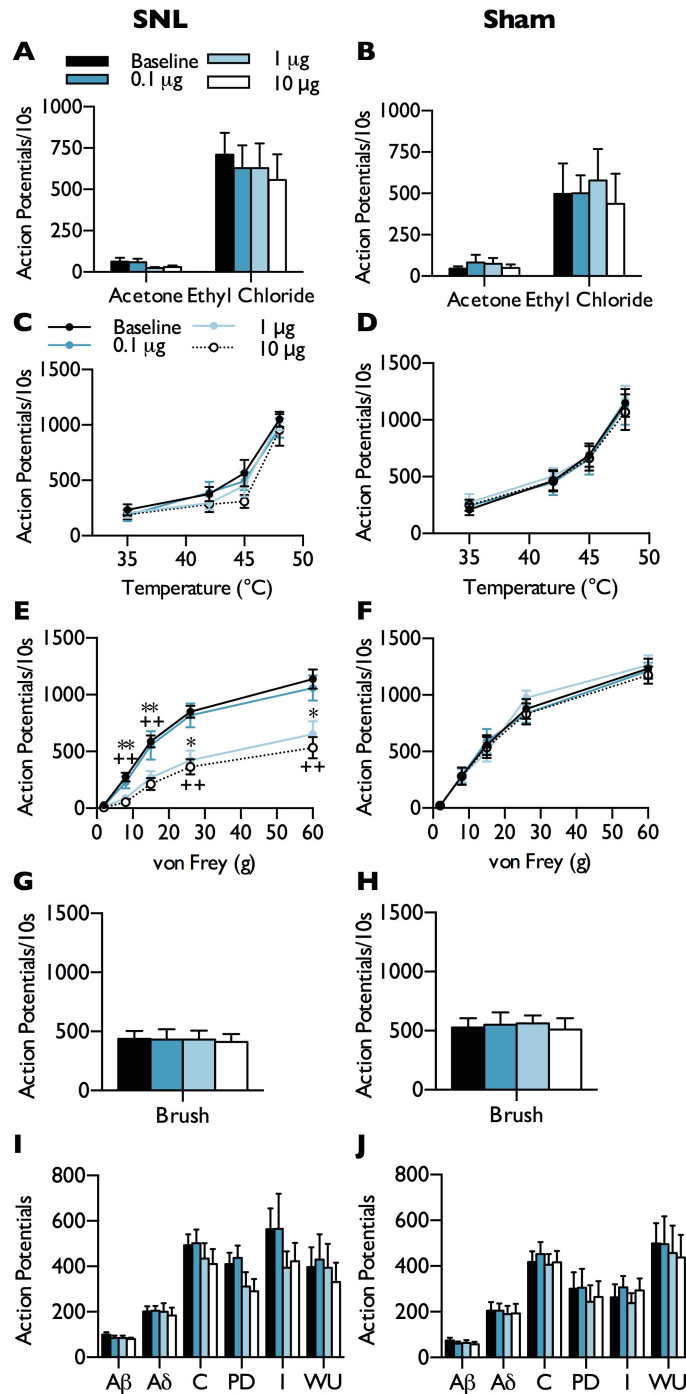 SNL Sham
A B
Baseline 1 µg
0.1 µg 10 µg
1000 1000
750 750
500 500
250 250
0 0
Action Potentials/10s Action Potentials/10s
Acetone Ethyl Chloride Acetone Ethyl Chloride
C D
Baseline 1 µg
0.1 µg 10 µg
1500 1500
1000 1000
500 500
0 0
Action Potentials/10s Action Potentials/10s
35 40 45 50 35 40 45 50
Temperature (°C) Temperature (°C)
E F
1500 1500
1000 1000
500 500
0 0
Action Potentials/10s Action Potentials/10s
** ++ ** ++ * ++ * ++
0 10 20 30 40 50 60 0 10 20 30 40 50 60
von Frey (g) von Frey (g)
G H
1500 1500
1000 1000
500 500
0 0
Action Potentials/10s Action Potentials/10s
Brush Brush
I J
800 800
600 600
400 400
200 200
0 0
Action Potentials Action Potentials
Aβ Aδ C PD I WU Aβ Aδ C PD I WU